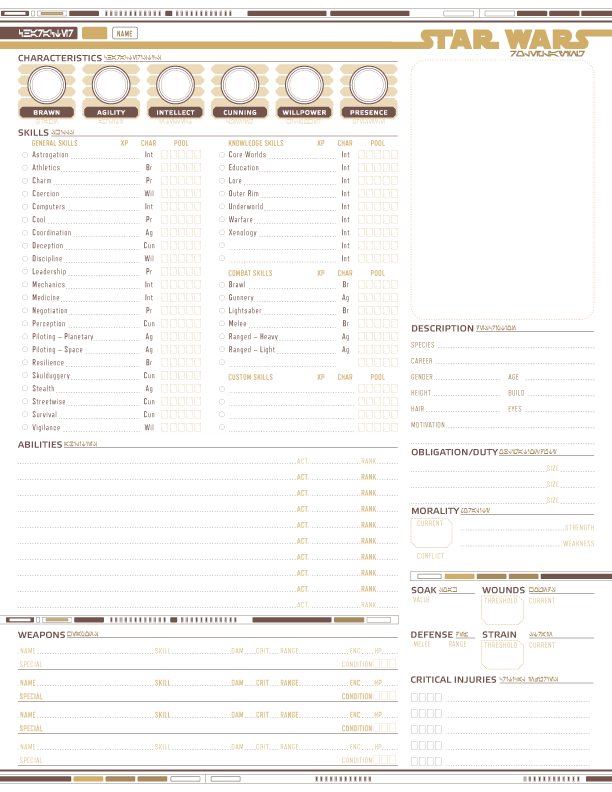 NAME
STAR WARS
CHARACTERISTICS
BRAWN AGILITY INTELLECT CUNNING WILLPOWER PRESENCE
SKILLS
GENERAL SKILLS XP CHAR POOL
Astrogation Int
Athletics Br
Charm Pr
Coercion Wil
Computers Int
Cool Pr
Coordination Ag
Deception Cun
Discipline Wil
Leadership Pr
Mechanics Int
Medicine Int
Negotiation Pr
Perception Cun
Piloting – Planetary Ag
Piloting – Space Ag
Resilience Br
Skulduggery Cun
Stealth Ag
Streetwise Cun
Survival Cun
Vigilance Wil
KNOWLEDGE SKILLS XP CHAR POOL
Core Worlds Int
Education Int
Lore Int
Outer Rim Int
Underworld Int
Warfare Int
Xenology Int
Int
Int
COMBAT SKILLS XP CHAR POOL
Brawl Br
Gunnery Ag
Lightsaber Br
Melee Br
Ranged – Heavy Ag
Ranged – Light Ag
CUSTOM SKILLS XP CHAR POOL
ABILITIES
ACT RANK
ACT RANK
ACT RANK
ACT RANK
ACT RANK
ACT RANK
ACT RANK
ACT RANK
ACT RANK
ACT RANK
WEAPONS
NAME SKILL DAM CRIT RANGE ENC HP
SPECIAL CONDITION
NAME SKILL DAM CRIT RANGE ENC HP
SPECIAL CONDITION
NAME SKILL DAM CRIT RANGE ENC HP
SPECIAL CONDITION
NAME SKILL DAM CRIT RANGE ENC HP
SPECIAL CONDITION
DESCRIPTION
SPECIES
CAREER
GENDER AGE
HEIGHT BUILD
HAIR EYES
MOTIVATION
OBLIGATION/DUTY
SIZE
SIZE
SIZE
MORALITY
CURRENT
STRENGTH
WEAKNESS
CONFLICT
SOAK WOUNDS
VALUE THRESHOLD CURRENT
DEFENSE STRAIN
MELEE RANGE THRESHOLD CURRENT
CRITICAL INJURIES